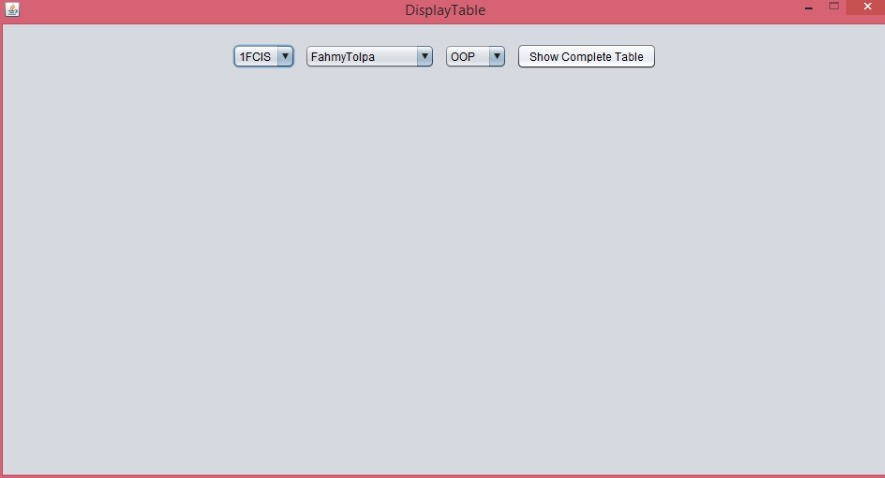 DisplayTable
1FCIS FahmyTolpa OOP Show Complete Table